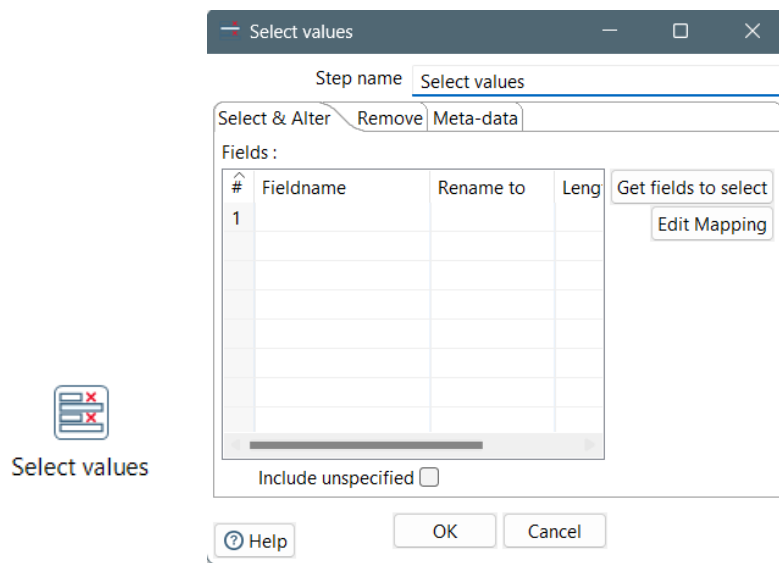 Select values
Step name Select values
Select & Alter Remove Meta-data
Fields :
# Fieldname Rename to Leng Get fields to select
1
Edit Mapping
Select values
Include unspecified
Help OK Cancel